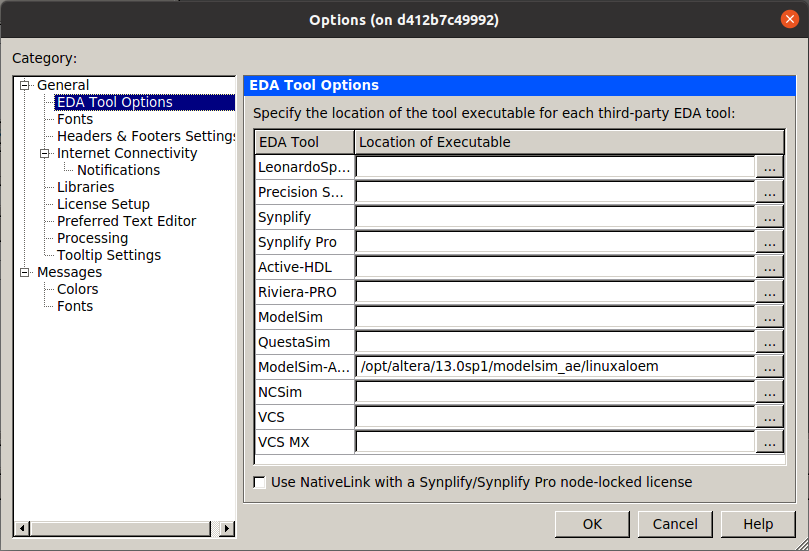 Options (on d412b7c49992)
Category:
General
EDA Tool Options
Fonts
Headers & Footers Settings
Internet Connectivity
Notifications
Libraries
License Setup
Preferred Text Editor
Processing
Tooltip Settings
Messages
Colors
Fonts
EDA Tool Options
Specify the location of the tool executable for each third-party EDA tool:
EDA Tool Location of Executable
LeonardoSp... ...
Precision S... ...
Synplify ...
Synplify Pro ...
Active-HDL ...
Riviera-PRO ...
ModelSim ...
QuestaSim ...
ModelSim-A... /opt/altera/13.0sp1/modelsim_ae/linuxaloem ...
NCSim ...
VCS ...
VCS MX ...
Use NativeLink with a Synplify/Synplify Pro node-locked license
OK Cancel Help